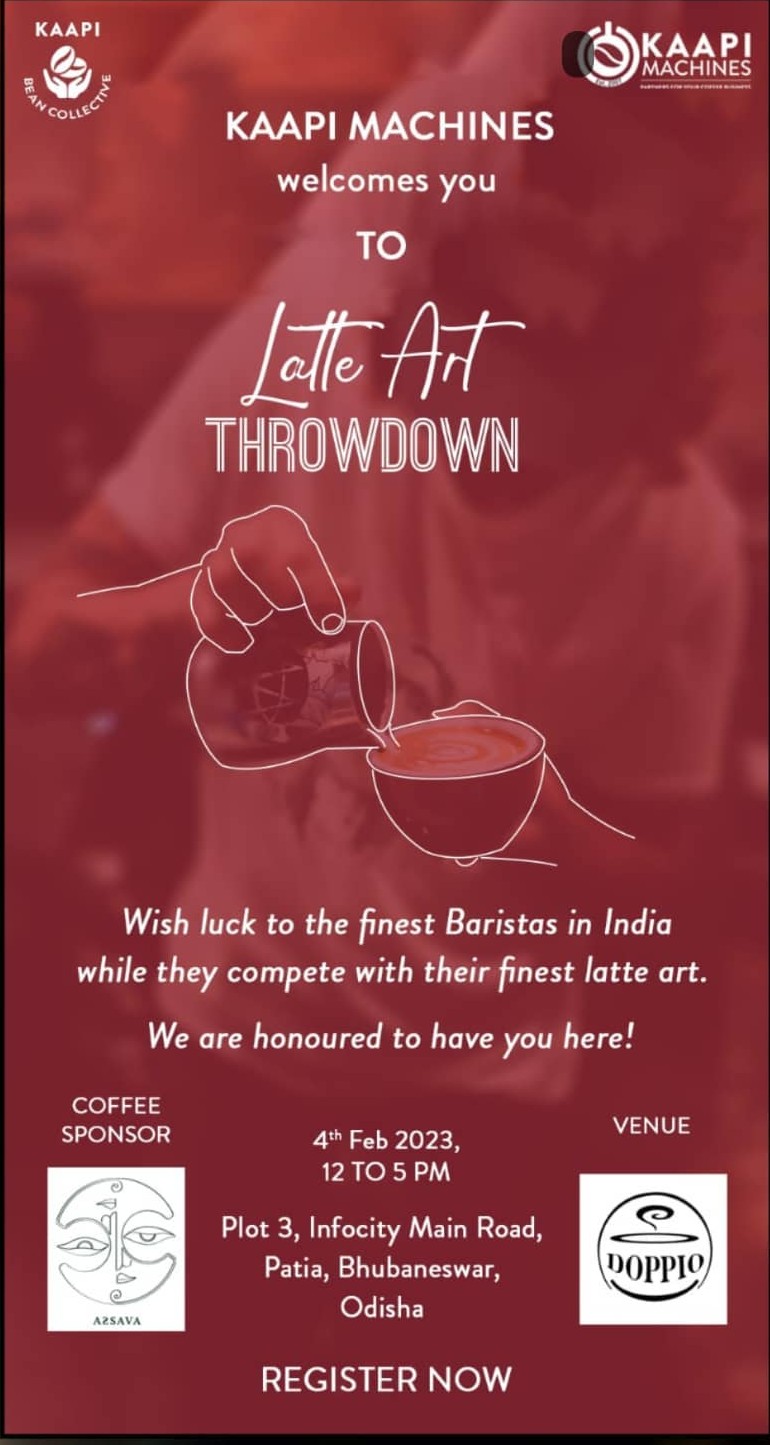 KAAPI
BEAN COLLECTIVE
KAAPI
MACHINES
KAAPI MACHINES
welcomes you
TO
Latte Art
THROWDOWN
Wish luck to the finest Baristas in India
while they compete with their finest latte art.
We are honoured to have you here!
COFFEE
SPONSOR
ASSAVA
4th Feb 2023,
12 TO 5 PM
Plot 3, Infocity Main Road,
Patia, Bhubaneswar,
Odisha
VENUE
DOPPIO
REGISTER NOW